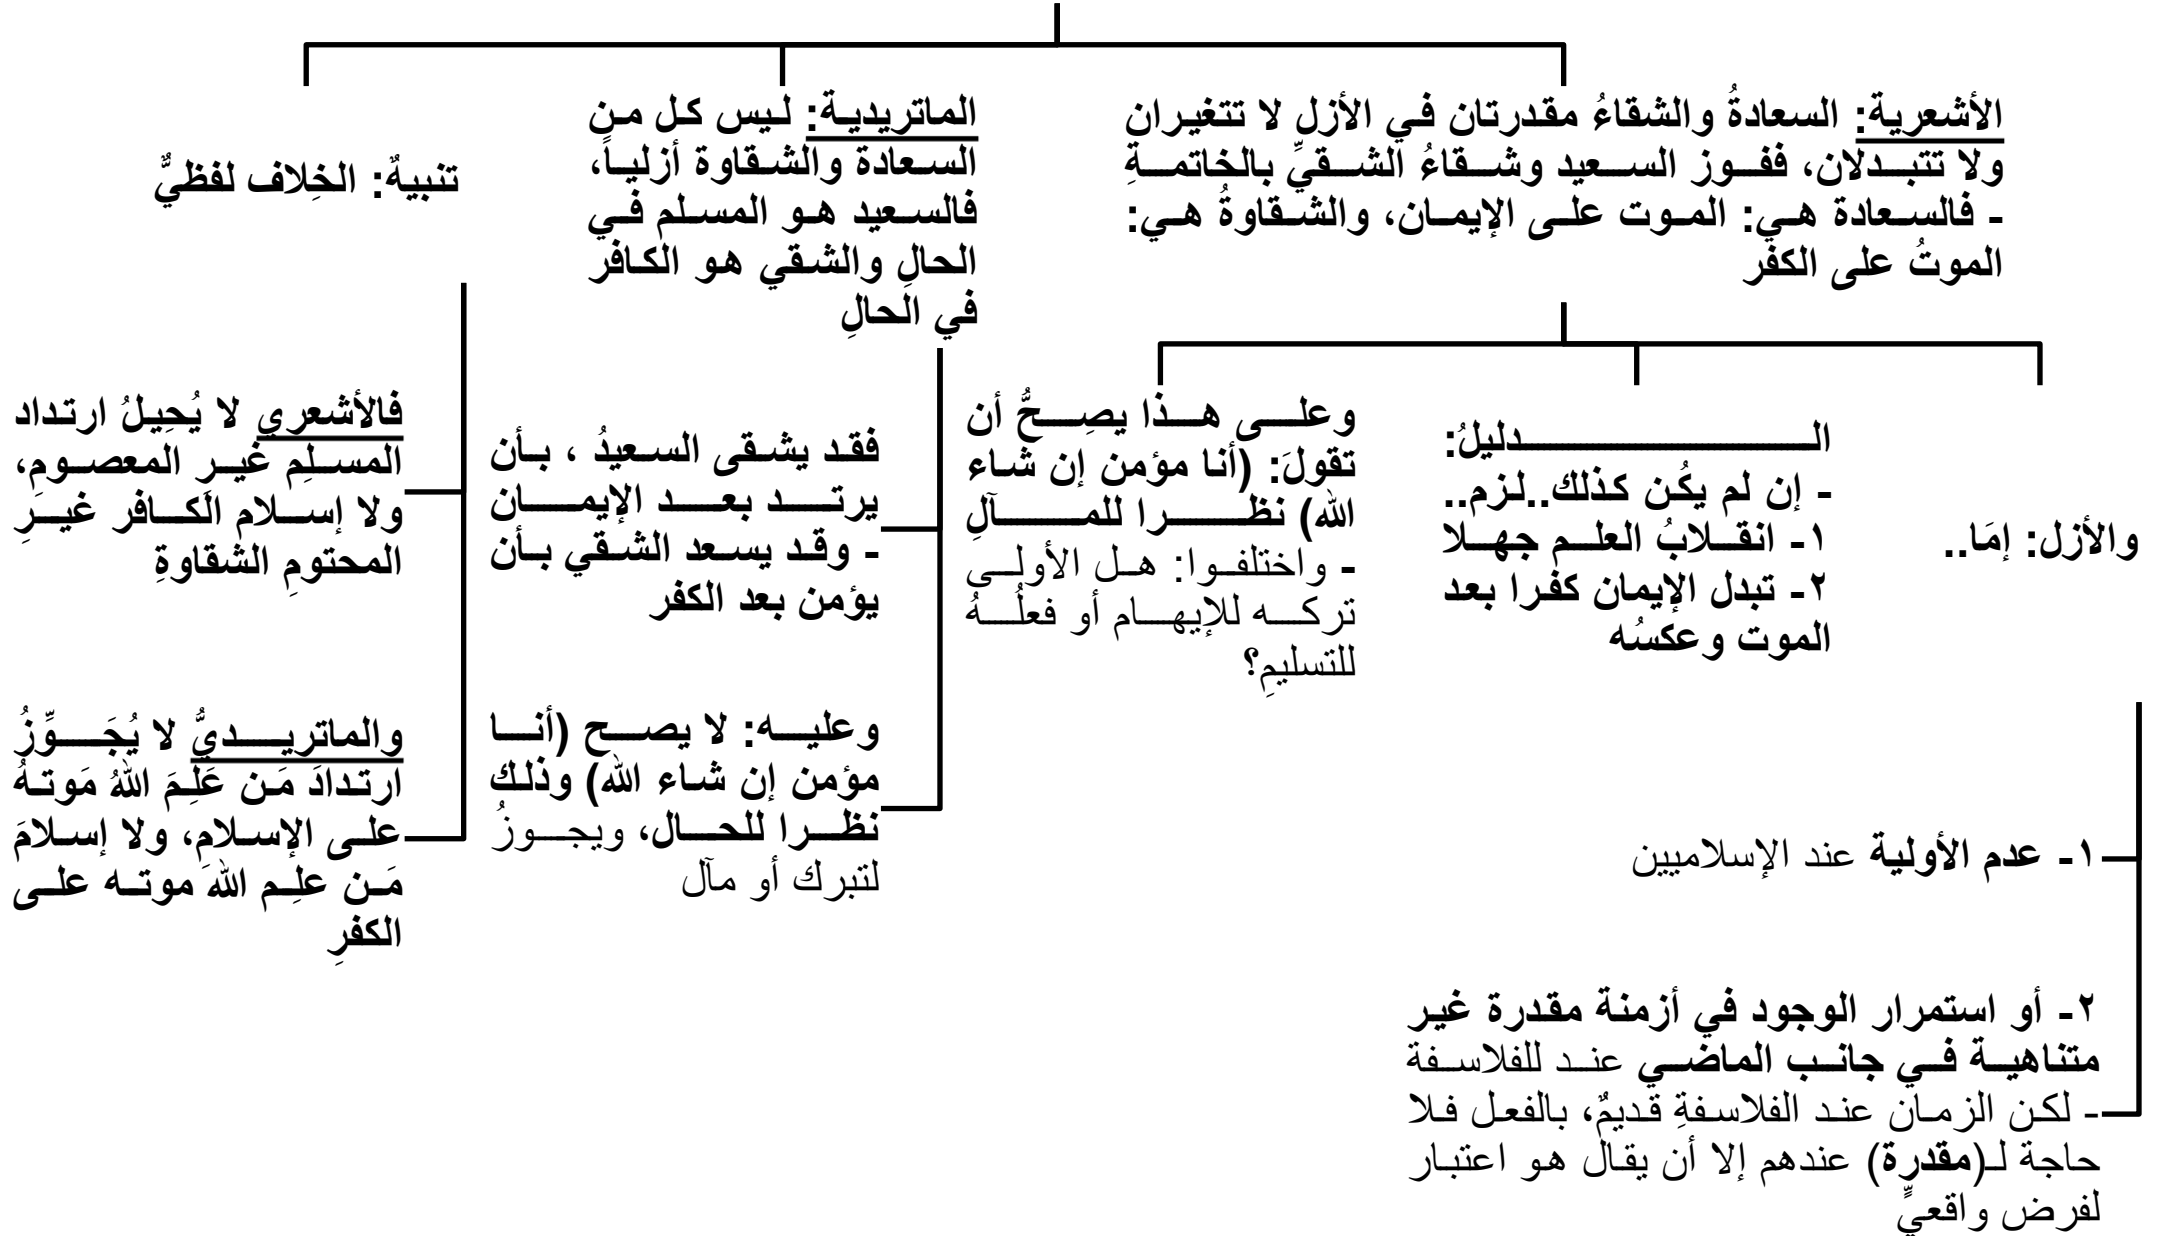 الأشعرية: السعادةُ والشقاءُ مقدرتان في الأزلِ لا تتغيران
ولا تتبدلان، ففوز السعيد وشقاءُ الشقيِّ بالخاتمةِ
- فالسعادة هي: الموت على الإيمان، والشقاوةُ هي:
الموتُ على الكفر
والأزل: إمَا..
١- عدم الأولية عند الإسلاميين
٢- أو استمرار الوجود في أزمنة مقدرة غير
متناهية في جانب الماضي عند للفلاسفة
- لكن الزمان عند الفلاسفةِ قديمٌ، بالفعل فلا
حاجة لـ(مقدرة) عندهم إلا أن يقال هو اعتبار
لفرض واقعيٍّ
الدليلُ:
- إن لم يكُن كذلك..لزم..
١- انقلابُ العلم جهلا
٢- تبدل الإيمان كفرا بعد
الموت وعكسُه
وعلى هذا يصِحُّ أن
تقولَ: (أنا مؤمن إن شاء
الله) نظرا للمآلِ
- واختلفوا: هل الأولى
تركه للإيهام أو فعلُهُ
للتسليمِ؟
الماتريدية: ليس كل من
السعادة والشقاوة أزلياً،
فالسعيد هو المسلم في
الحالِ والشقي هو الكافر
في الحالِ
فقد يشقى السعيدُ ، بأن
يرتد بعد الإيمان
- وقد يسعد الشقي بأن
يؤمن بعد الكفر
وعليه: لا يصح (أنا
مؤمن إن شاء الله) وذلك
نظرا للحال، ويجوزُ
لتبرك أو مآل
تنبيهٌ: الخِلاف لفظيٌّ
فالأشعري لا يُحِيلُ ارتداد
المسلِم غيرِ المعصومِ،
ولا إسلام الكافر غيرَِ
المحتومِ الشقاوةِ
والماتريديُّ لا يُجَوِّزُ
ارتدادَ مَن عَلِمَ اللهُ مَوتهُ
على الإسلامِ، ولا إسلامَ
مَن علِم اللهَ موته على
الكفرِ